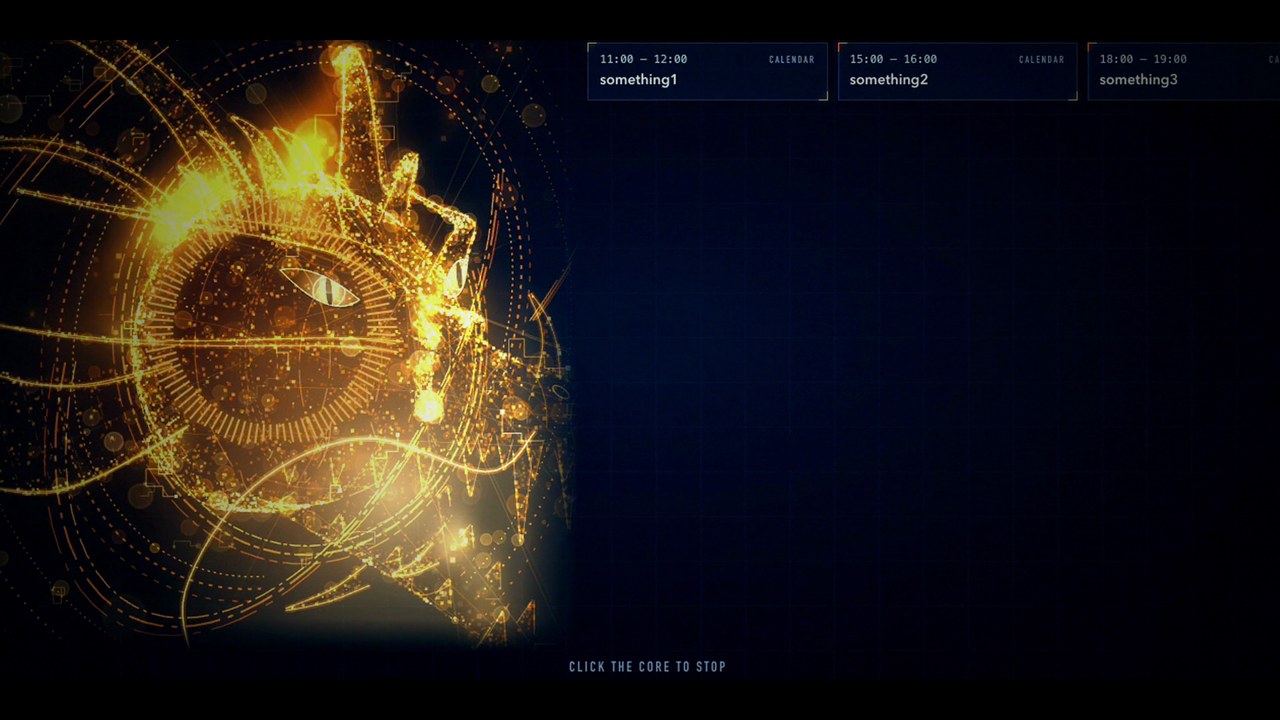 11:00 — 12:00 CALENDAR
something1
15:00 — 16:00 CALENDAR
something2
18:00 — 19:00
something3
CLICK THE CORE TO STOP